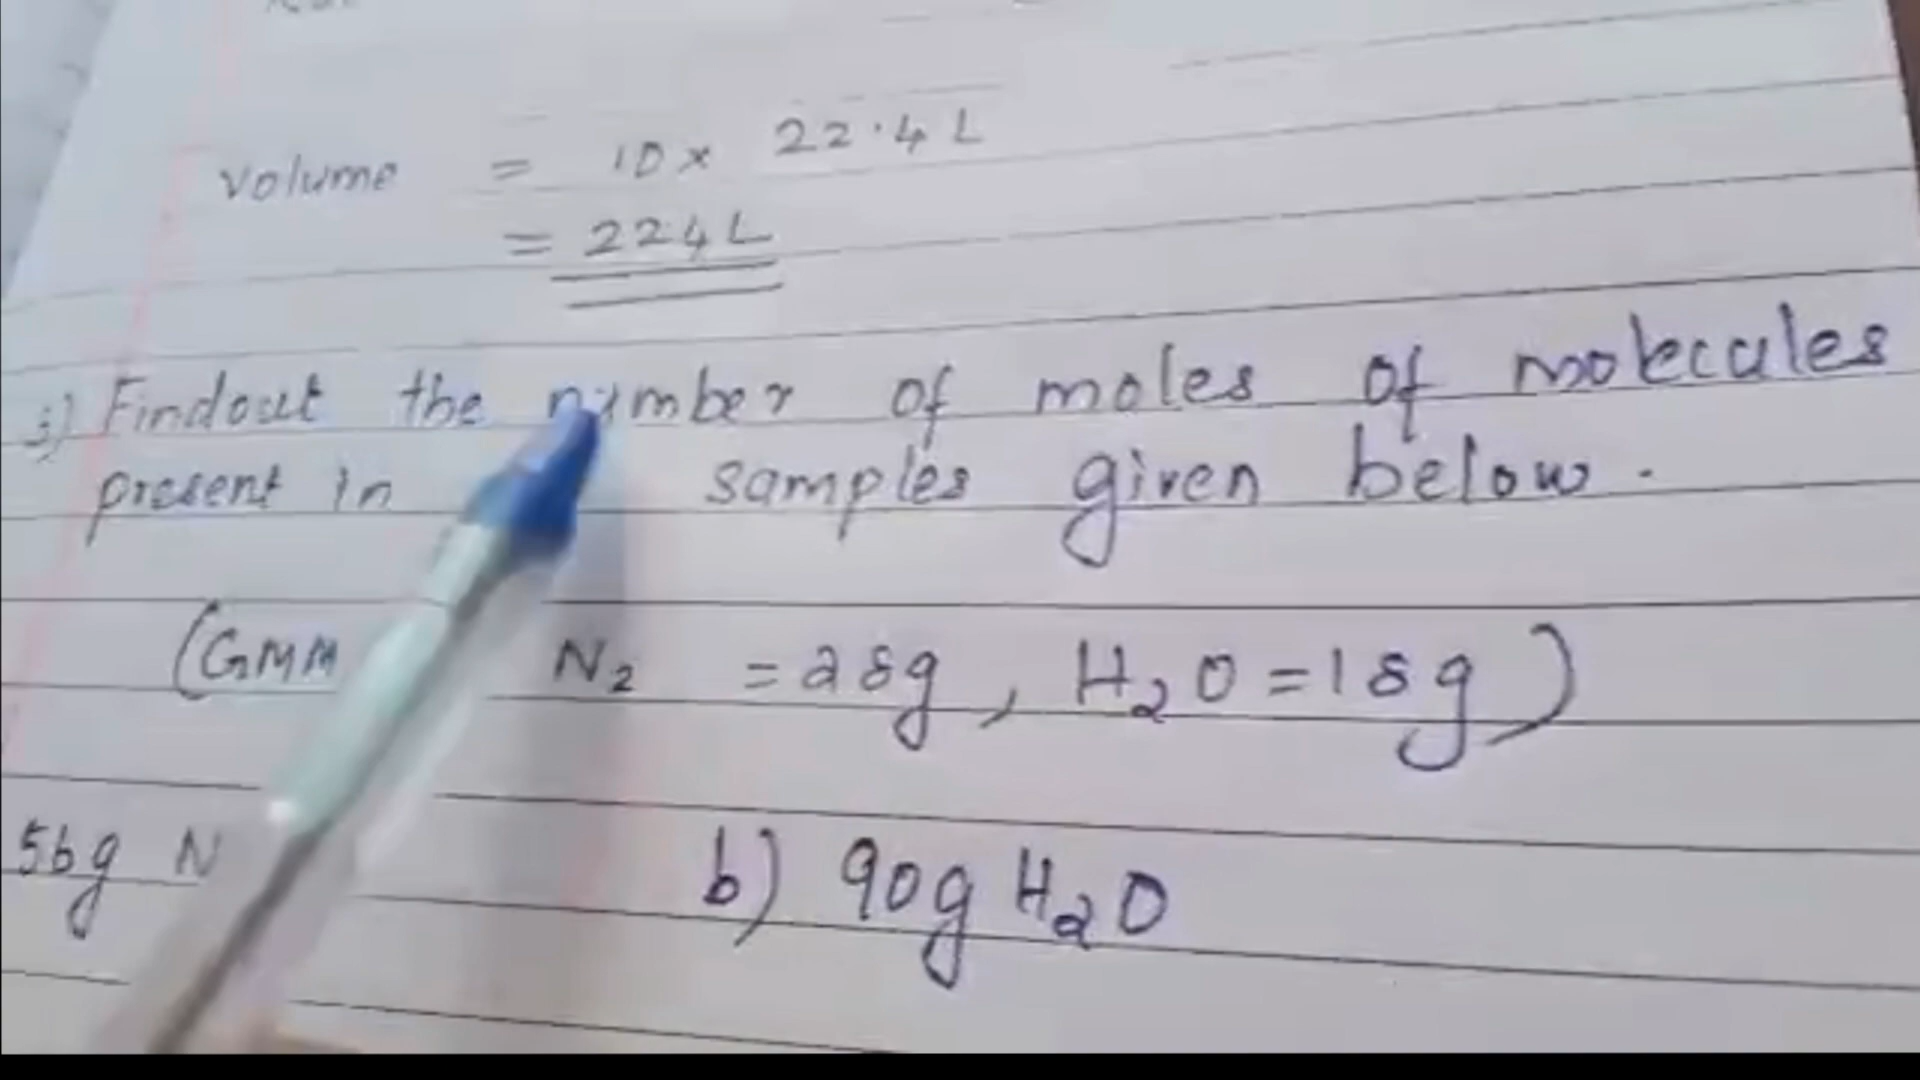 Volume = 10 x 22.4 L
= 224 L
3) Findout the number of moles of molecules
present in samples given below.
(GMM N2 = 28g, H2O = 18g)
56g N b) 90g H2O